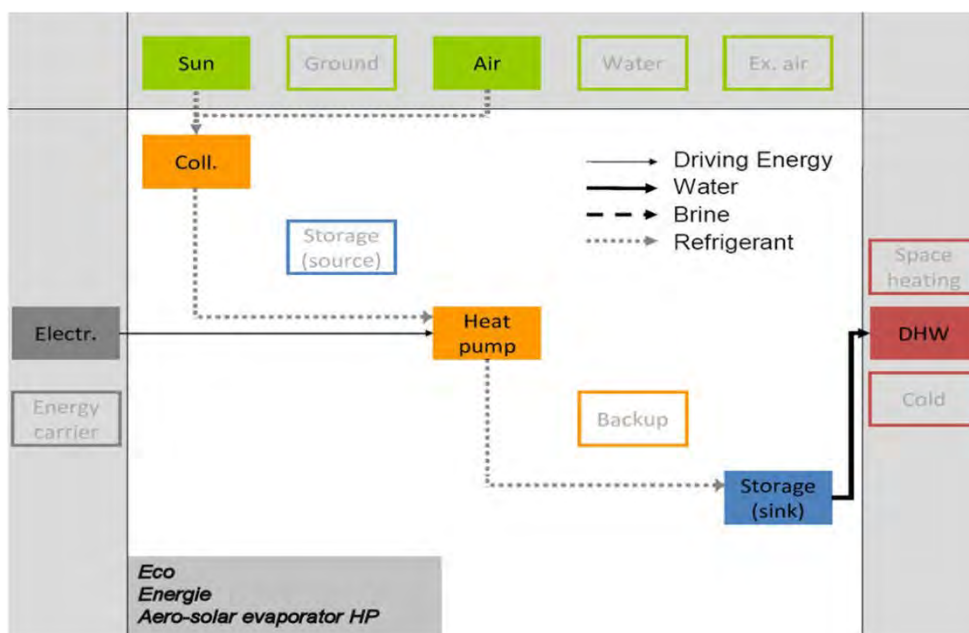 Sun
Ground
Air
Water
Ex. air
Coll.
Driving Energy
Water
Brine
Refrigerant
Storage
(source)
Space
heating
Electr.
Heat
pump
DHW
Energy
carrier
Backup
Cold
Storage
(sink)
Eco
Energie
Aero-solar evaporator HP